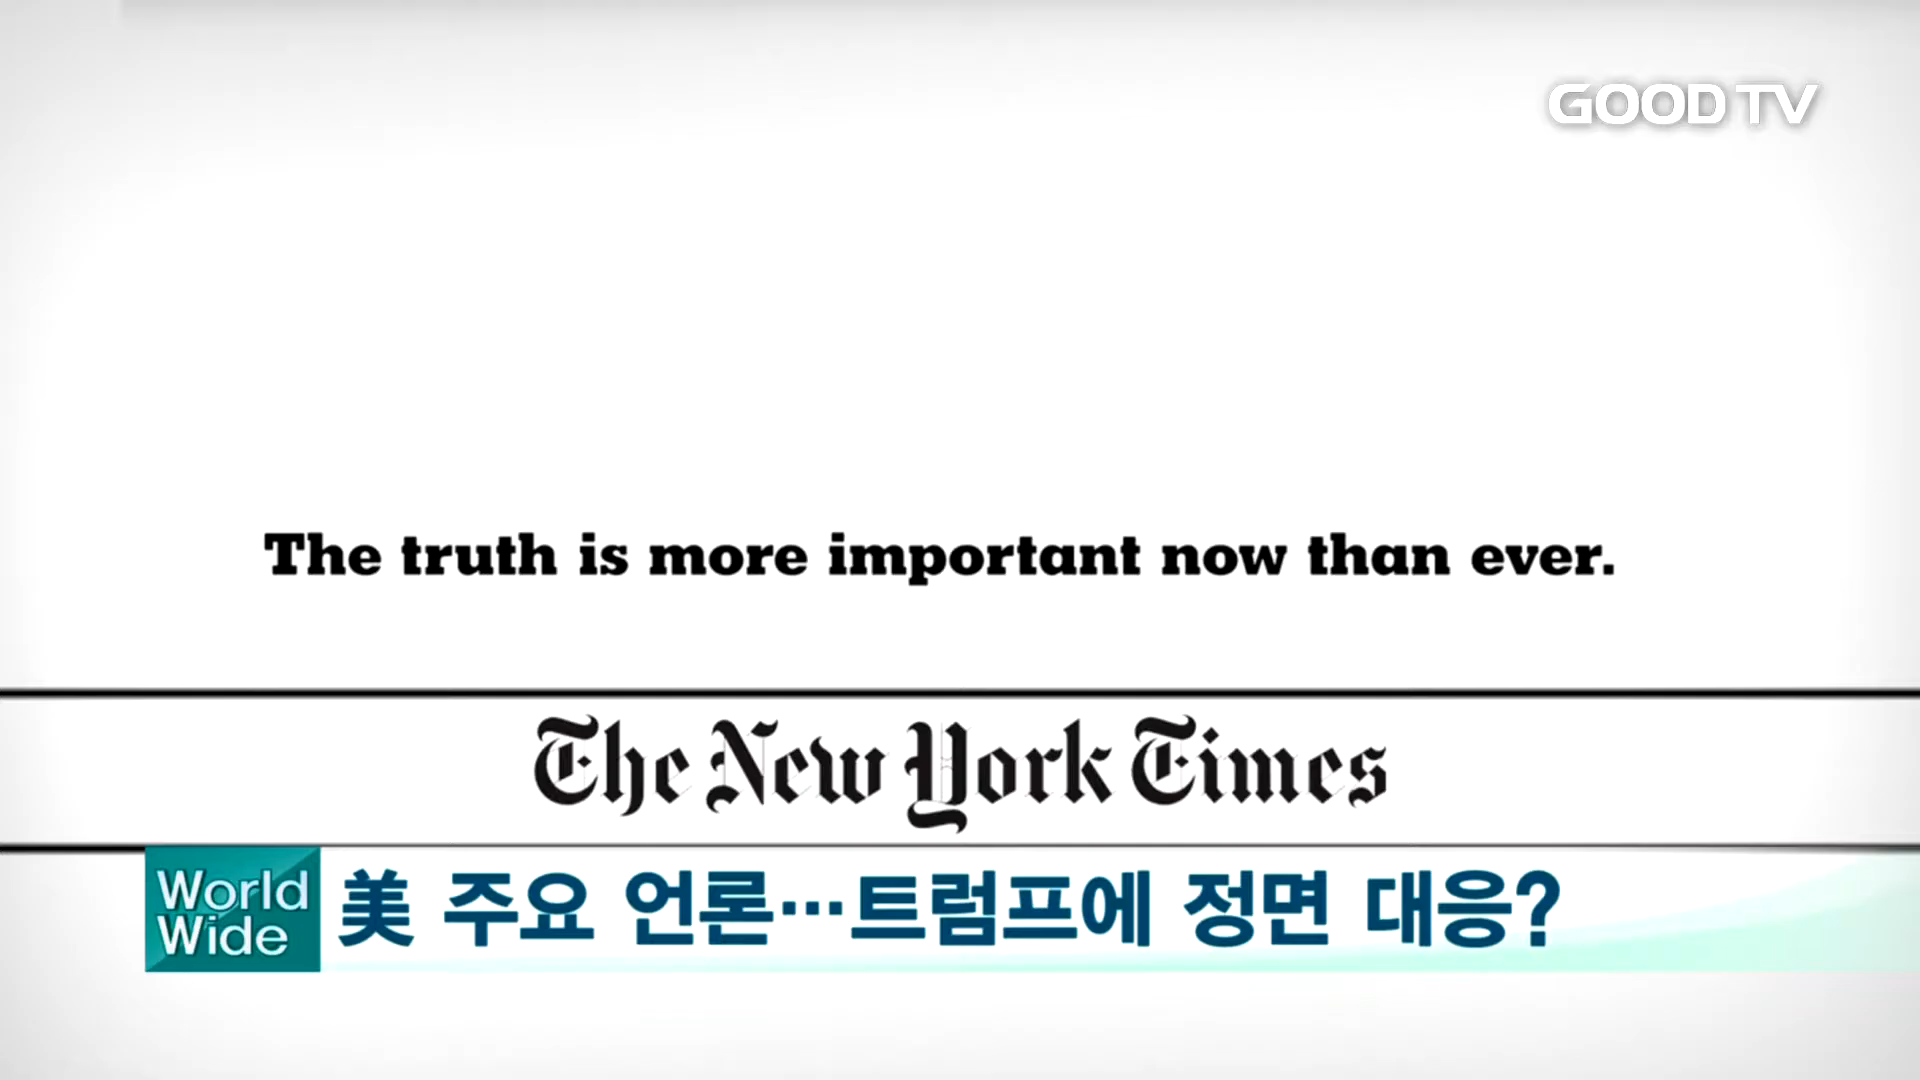 GOOD TV
The truth is more important now than ever.
The New York Times
World
Wide
美 주요 언론…트럼프에 정면 대응?